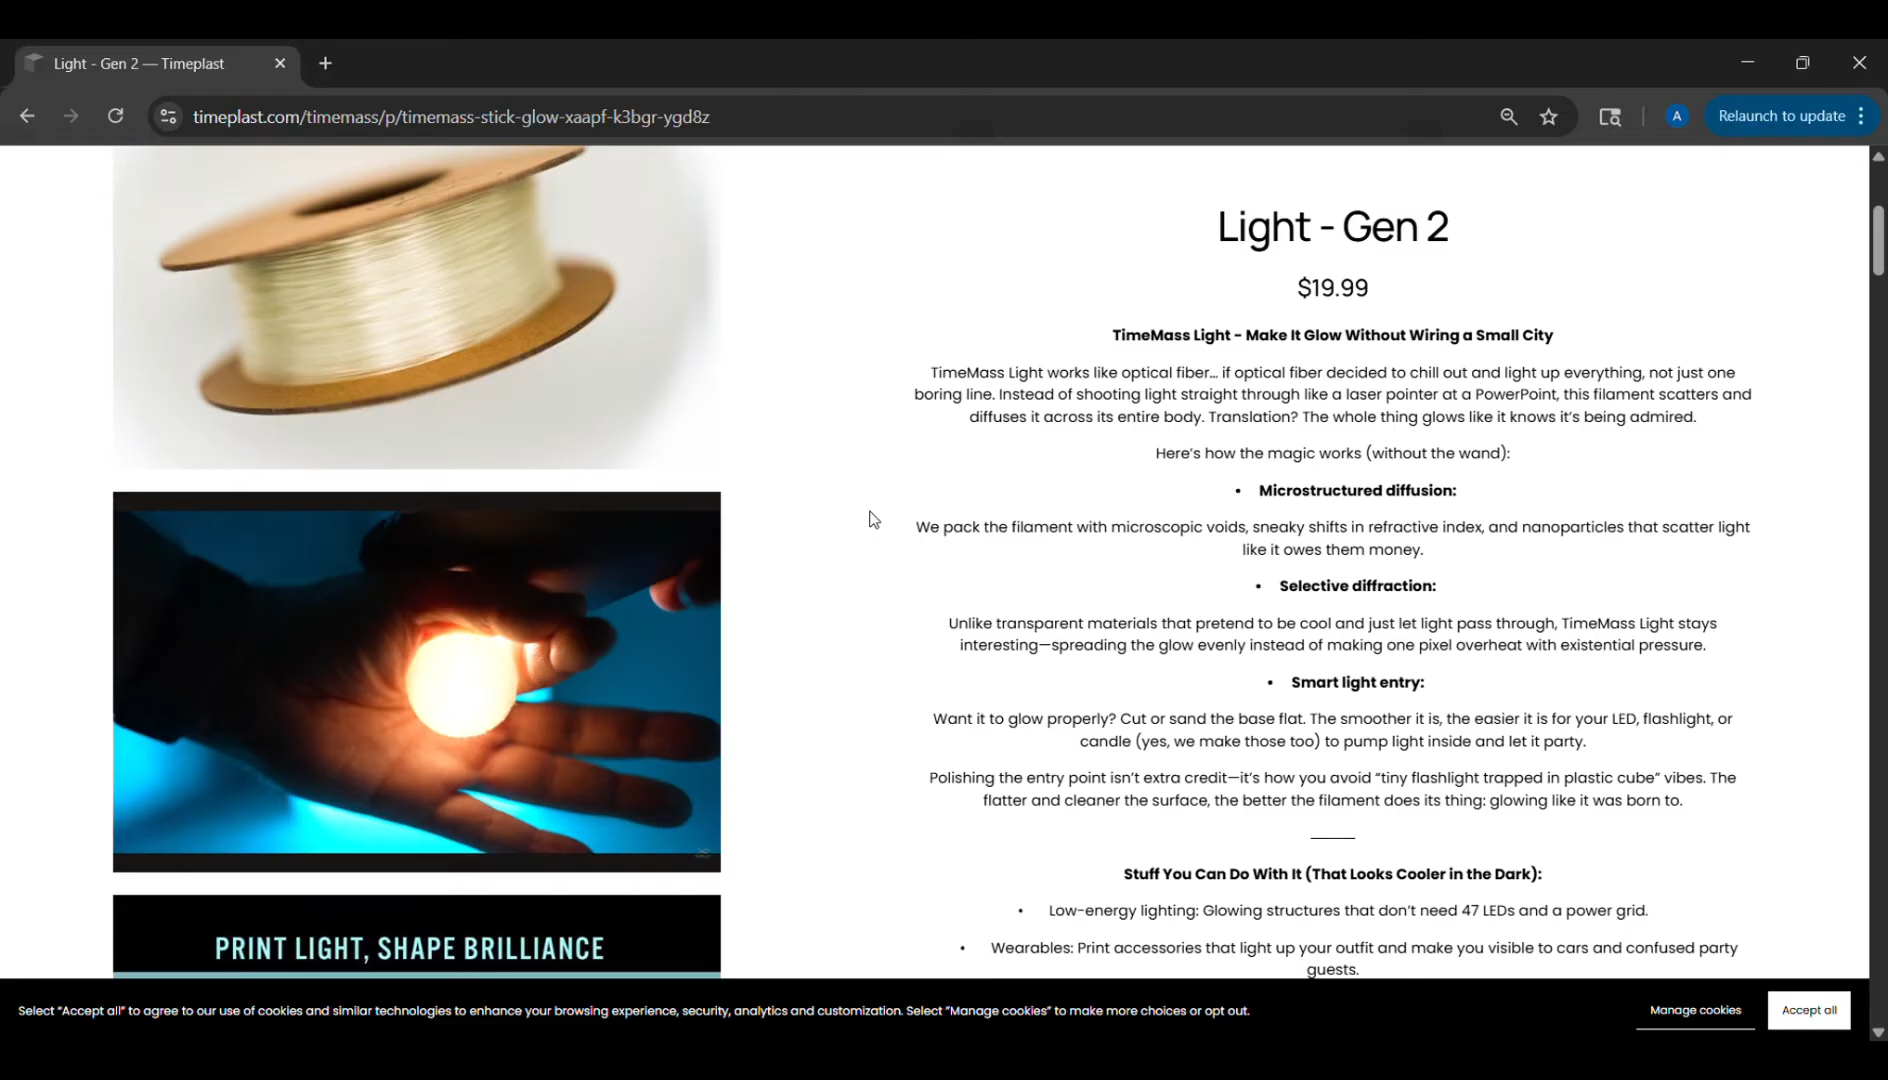 Light - Gen 2 — Timeplast
timeplast.com/timemass/p/timemass-stick-glow-xaapf-k3bgr-ygd8z
A
Relaunch to update
Light - Gen 2
$19.99
TimeMass Light - Make It Glow Without Wiring a Small City
TimeMass Light works like optical fiber… if optical fiber decided to chill out and light up everything, not just one
boring line. Instead of shooting light straight through like a laser pointer at a PowerPoint, this filament scatters and
diffuses it across its entire body. Translation? The whole thing glows like it knows it’s being admired.
Here’s how the magic works (without the wand):
• Microstructured diffusion:
We pack the filament with microscopic voids, sneaky shifts in refractive index, and nanoparticles that scatter light
like it owes them money.
• Selective diffraction:
Unlike transparent materials that pretend to be cool and just let light pass through, TimeMass Light stays
interesting—spreading the glow evenly instead of making one pixel overheat with existential pressure.
• Smart light entry:
Want it to glow properly? Cut or sand the base flat. The smoother it is, the easier it is for your LED, flashlight, or
candle (yes, we make those too) to pump light inside and let it party.
Polishing the entry point isn’t extra credit—it’s how you avoid “tiny flashlight trapped in plastic cube” vibes. The
flatter and cleaner the surface, the better the filament does its thing: glowing like it was born to.
Stuff You Can Do With It (That Looks Cooler in the Dark):
• Low-energy lighting: Glowing structures that don’t need 47 LEDs and a power grid.
• Wearables: Print accessories that light up your outfit and make you visible to cars and confused party
guests.
PRINT LIGHT, SHAPE BRILLIANCE
Select “Accept all” to agree to our use of cookies and similar technologies to enhance your browsing experience, security, analytics and customization. Select “Manage cookies” to make more choices or opt out.
Manage cookies
Accept all